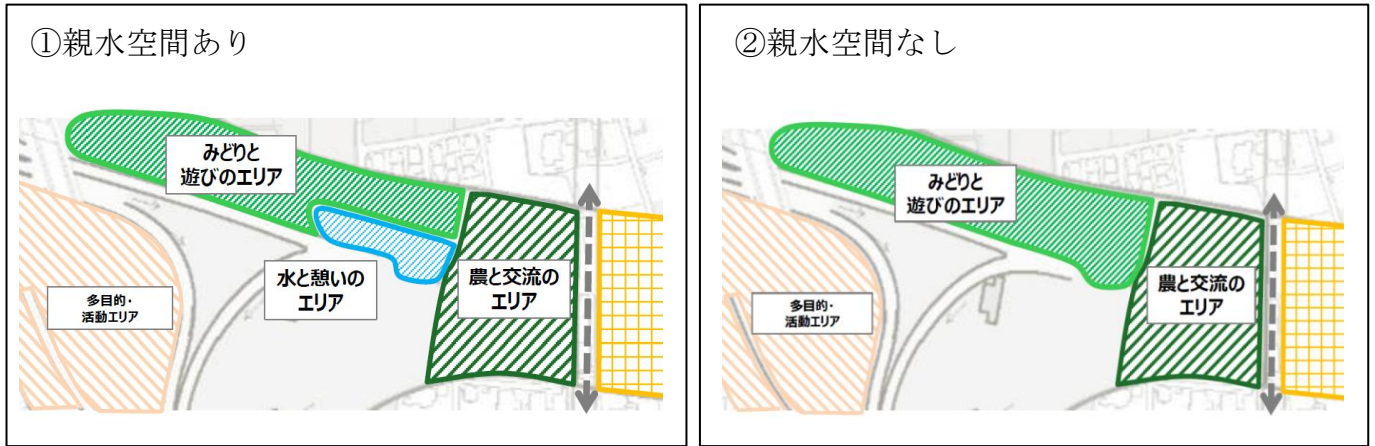 ①親水空間あり
みどりと
遊びのエリア
水と憩いの
エリア
農と交流の
エリア
多目的・
活動エリア
②親水空間なし
みどりと
遊びのエリア
農と交流の
エリア
多目的・
活動エリア